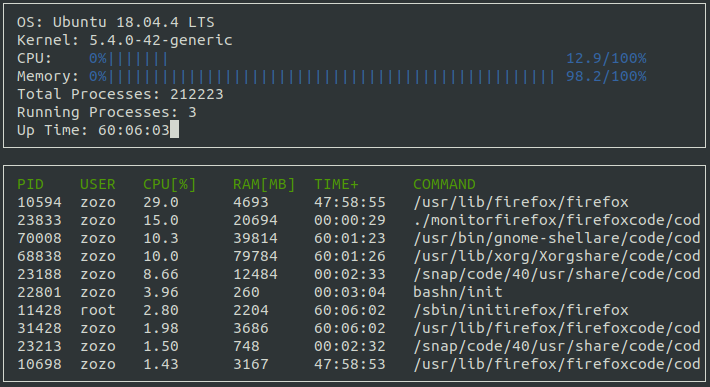 OS: Ubuntu 18.04.4 LTS
Kernel: 5.4.0-42-generic
CPU: 0%||||||| 12.9/100%
Memory: 0%|||||||||||||||||||||||||||||||||||||||||||||||||| 98.2/100%
Total Processes: 212223
Running Processes: 3
Up Time: 60:06:03
PID USER CPU[%] RAM[MB] TIME+ COMMAND
10594 zozo 29.0 4693 47:58:55 /usr/lib/firefox/firefox
23833 zozo 15.0 20694 00:00:29 ./monitorfirefox/firefoxcode/cod
70008 zozo 10.3 39814 60:01:23 /usr/bin/gnome-shellare/code/cod
68838 zozo 10.0 79784 60:01:26 /usr/lib/xorg/Xorgshare/code/cod
23188 zozo 8.66 12484 00:02:33 /snap/code/40/usr/share/code/cod
22801 zozo 3.96 260 00:03:04 bashn/init
11428 root 2.80 2204 60:06:02 /sbin/initirefox/firefox
31428 zozo 1.98 3686 60:06:02 /usr/lib/firefox/firefoxcode/cod
23213 zozo 1.50 748 00:02:32 /snap/code/40/usr/share/code/cod
10698 zozo 1.43 3167 47:58:53 /usr/lib/firefox/firefoxcode/cod